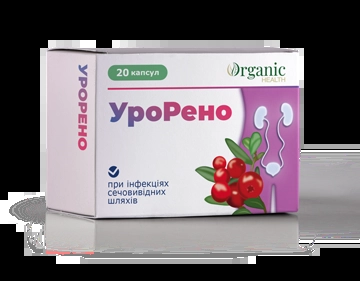 20 капсул
Organic
HEALTH
УроРено
УРОРЕНО
при інфекціях
сечовивідних
шляхів